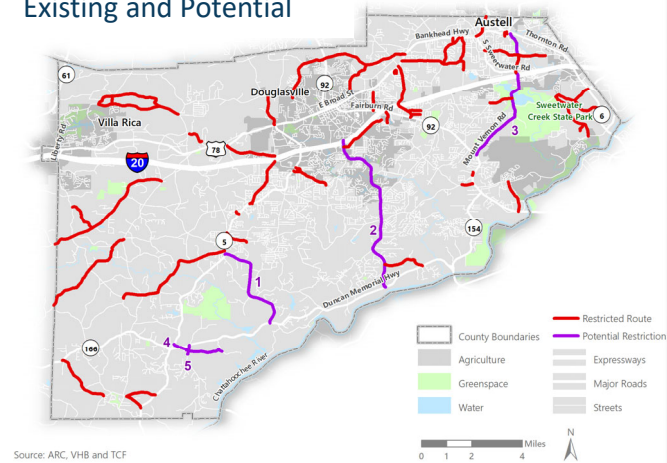 Existing and Potential
Austell
Bankhead Hwy
Thornton Rd
S Sweetwater Rd
61
92
Douglasville
E Broad St
Fairburn Rd
Sweetwater
Creek State Park
6
Villa Rica
92
3
Mount Vernon Rd
Liberty Rd
78
20
2
154
5
1
Duncan Memorial Hwy
4
166
5
Chattahoochee River
County Boundaries
Agriculture
Greenspace
Water
Restricted Route
Potential Restriction
Expressways
Major Roads
Streets
N
Miles
0 1 2 4
Source: ARC, VHB and TCF